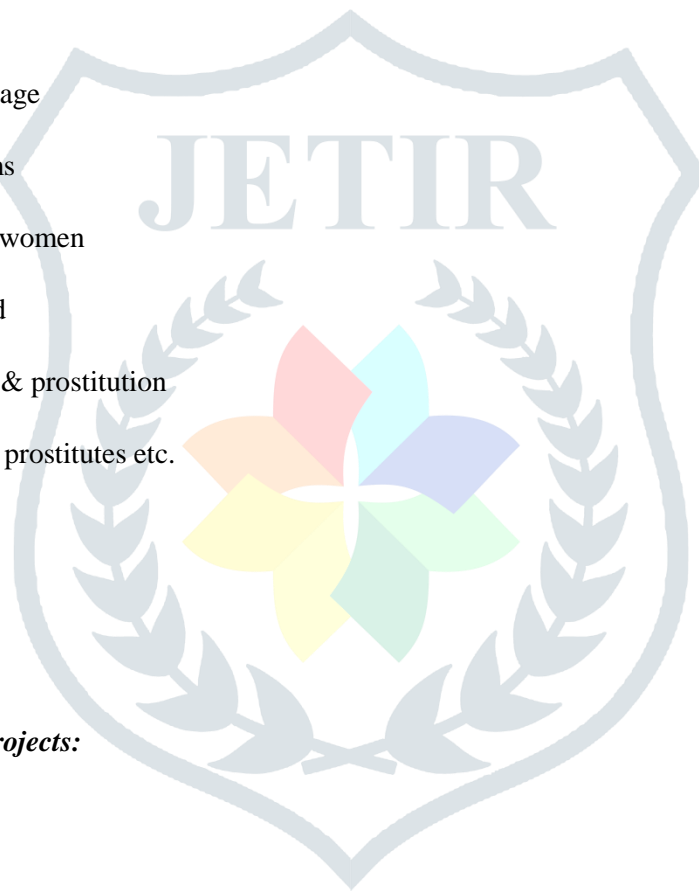 age
JETIR
ns
women
d
& prostitution
prostitutes etc.
rojects: